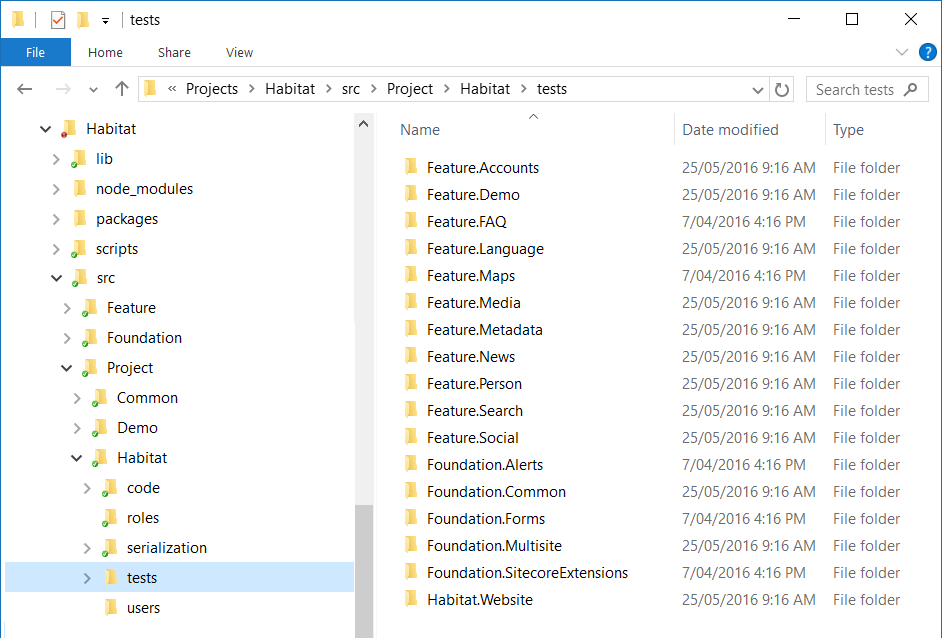 tests
File Home Share View ?
« Projects > Habitat > src > Project > Habitat > tests Search tests
Habitat
lib
node_modules
packages
scripts
src
Feature
Foundation
Project
Common
Demo
Habitat
code
roles
serialization
tests
users
Name Date modified Type
Feature.Accounts 25/05/2016 9:16 AM File folder
Feature.Demo 25/05/2016 9:16 AM File folder
Feature.FAQ 7/04/2016 4:16 PM File folder
Feature.Language 25/05/2016 9:16 AM File folder
Feature.Maps 7/04/2016 4:16 PM File folder
Feature.Media 25/05/2016 9:16 AM File folder
Feature.Metadata 25/05/2016 9:16 AM File folder
Feature.News 25/05/2016 9:16 AM File folder
Feature.Person 25/05/2016 9:16 AM File folder
Feature.Search 25/05/2016 9:16 AM File folder
Feature.Social 25/05/2016 9:16 AM File folder
Foundation.Alerts 7/04/2016 4:16 PM File folder
Foundation.Common 25/05/2016 9:16 AM File folder
Foundation.Forms 7/04/2016 4:16 PM File folder
Foundation.Multisite 25/05/2016 9:16 AM File folder
Foundation.SitecoreExtensions 7/04/2016 4:16 PM File folder
Habitat.Website 25/05/2016 9:16 AM File folder